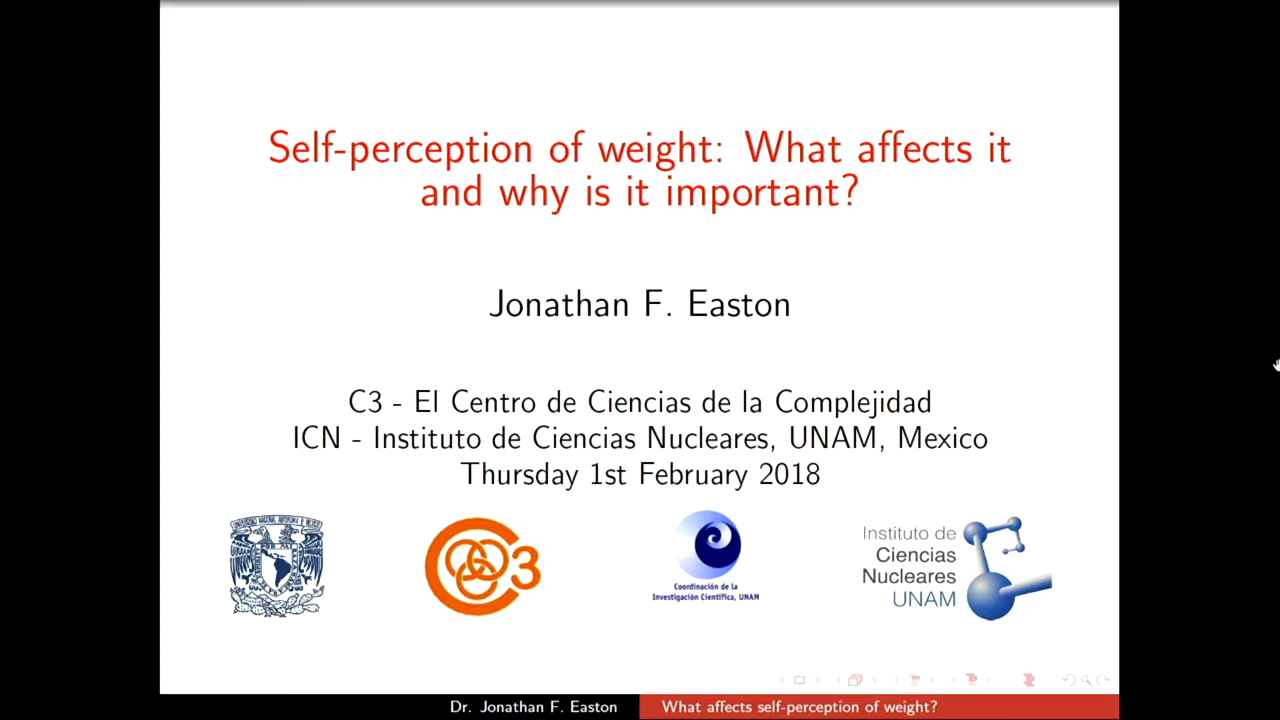 Self-perception of weight: What affects it
and why is it important?
Jonathan F. Easton
C3 - El Centro de Ciencias de la Complejidad
ICN - Instituto de Ciencias Nucleares, UNAM, Mexico
Thursday 1st February 2018
3
Coordinación de la
Investigación Científica, UNAM
Instituto de
Ciencias
Nucleares
UNAM
Dr. Jonathan F. Easton
What affects self-perception of weight?